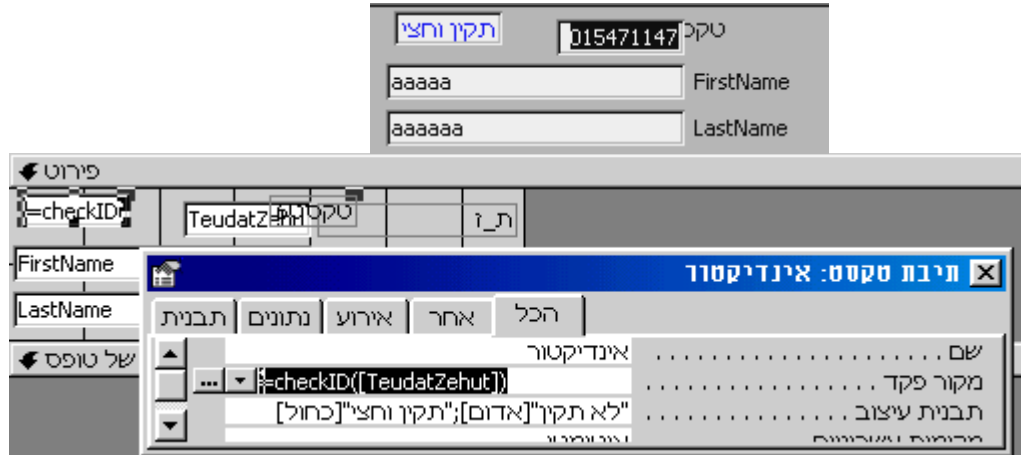 תקין וחצי 015471147 טקס
aaaaa FirstName
aaaaaa LastName
פירוט
=checkID TeudatZehu טקסט ת_ז
FirstName
LastName
של טופס
תיבת טקסט: אינדיקטור
הכל אחר אירוע נתונים תבנית
שם . . . . . . . . . . . . . . . . . . . . . אינדיקטור
מקור פקד . . . . . . . . . . . . . . . . . =checkID([TeudatZehut])
תבנית עיצוב . . . . . . . . . . . . . . . "לא תקין"[אדום];"תקין וחצי"[כחול]